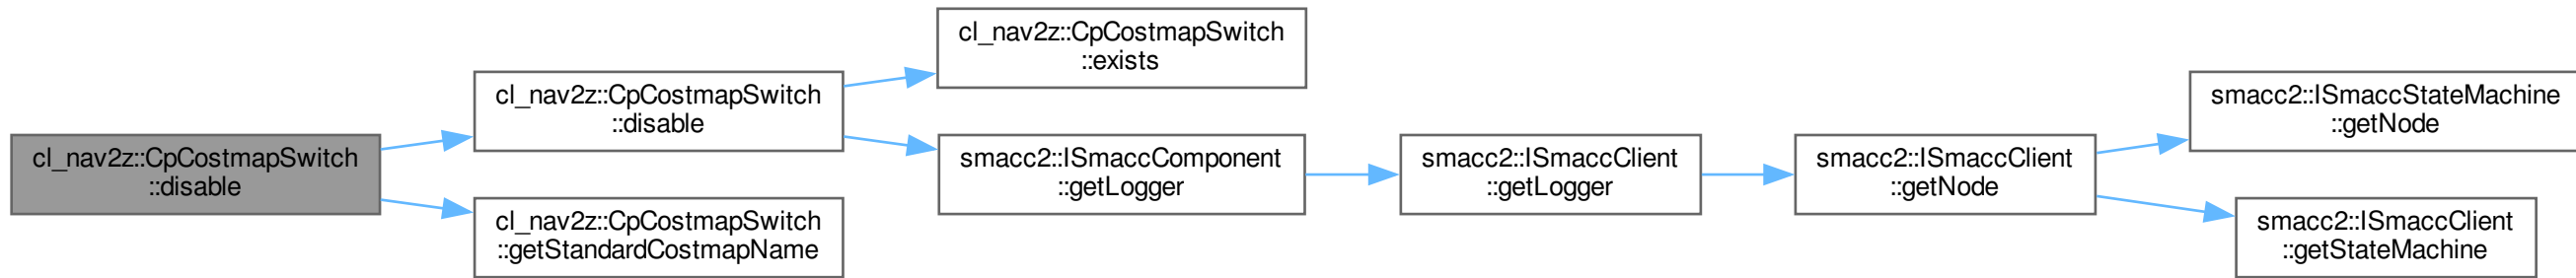 cl_nav2z::CpCostmapSwitch
::disable
cl_nav2z::CpCostmapSwitch
::disable
cl_nav2z::CpCostmapSwitch
::getStandardCostmapName
cl_nav2z::CpCostmapSwitch
::exists
smacc2::ISmaccComponent
::getLogger
smacc2::ISmaccClient
::getLogger
smacc2::ISmaccClient
::getNode
smacc2::ISmaccStateMachine
::getNode
smacc2::ISmaccClient
::getStateMachine